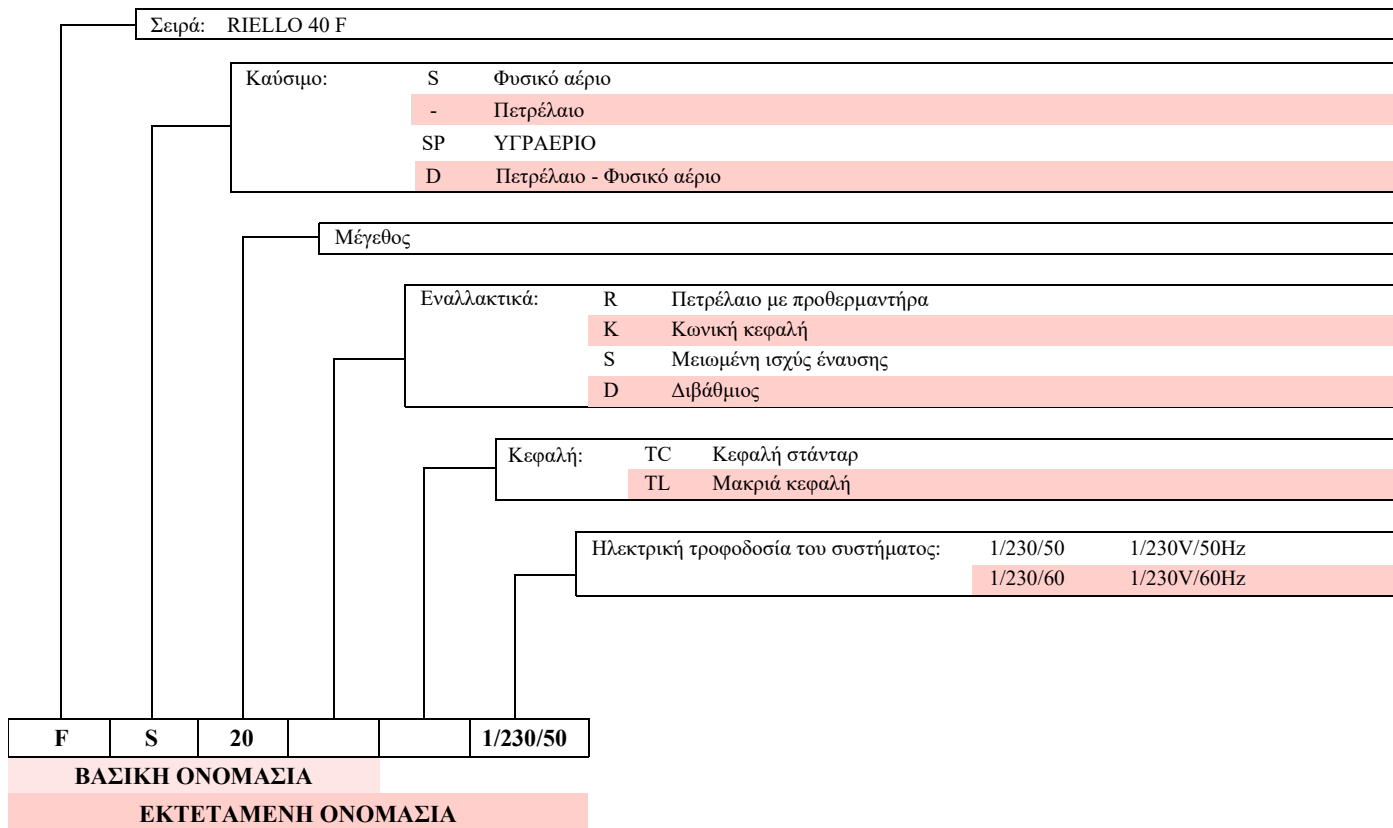 Σειρά: RIELLO 40 F
Καύσιμο: S Φυσικό αέριο
- Πετρέλαιο
SP ΥΓΡΑΕΡΙΟ
D Πετρέλαιο - Φυσικό αέριο
Μέγεθος
Εναλλακτικά: R Πετρέλαιο με προθερμαντήρα
K Κωνική κεφαλή
S Μειωμένη ισχύς έναυσης
D Διβάθμιος
Κεφαλή: TC Κεφαλή στάνταρ
TL Μακριά κεφαλή
Ηλεκτρική τροφοδοσία του συστήματος: 1/230/50 1/230V/50Hz
1/230/60 1/230V/60Hz
F S 20 1/230/50
ΒΑΣΙΚΗ ΟΝΟΜΑΣΙΑ
ΕΚΤΕΤΑΜΕΝΗ ΟΝΟΜΑΣΙΑ